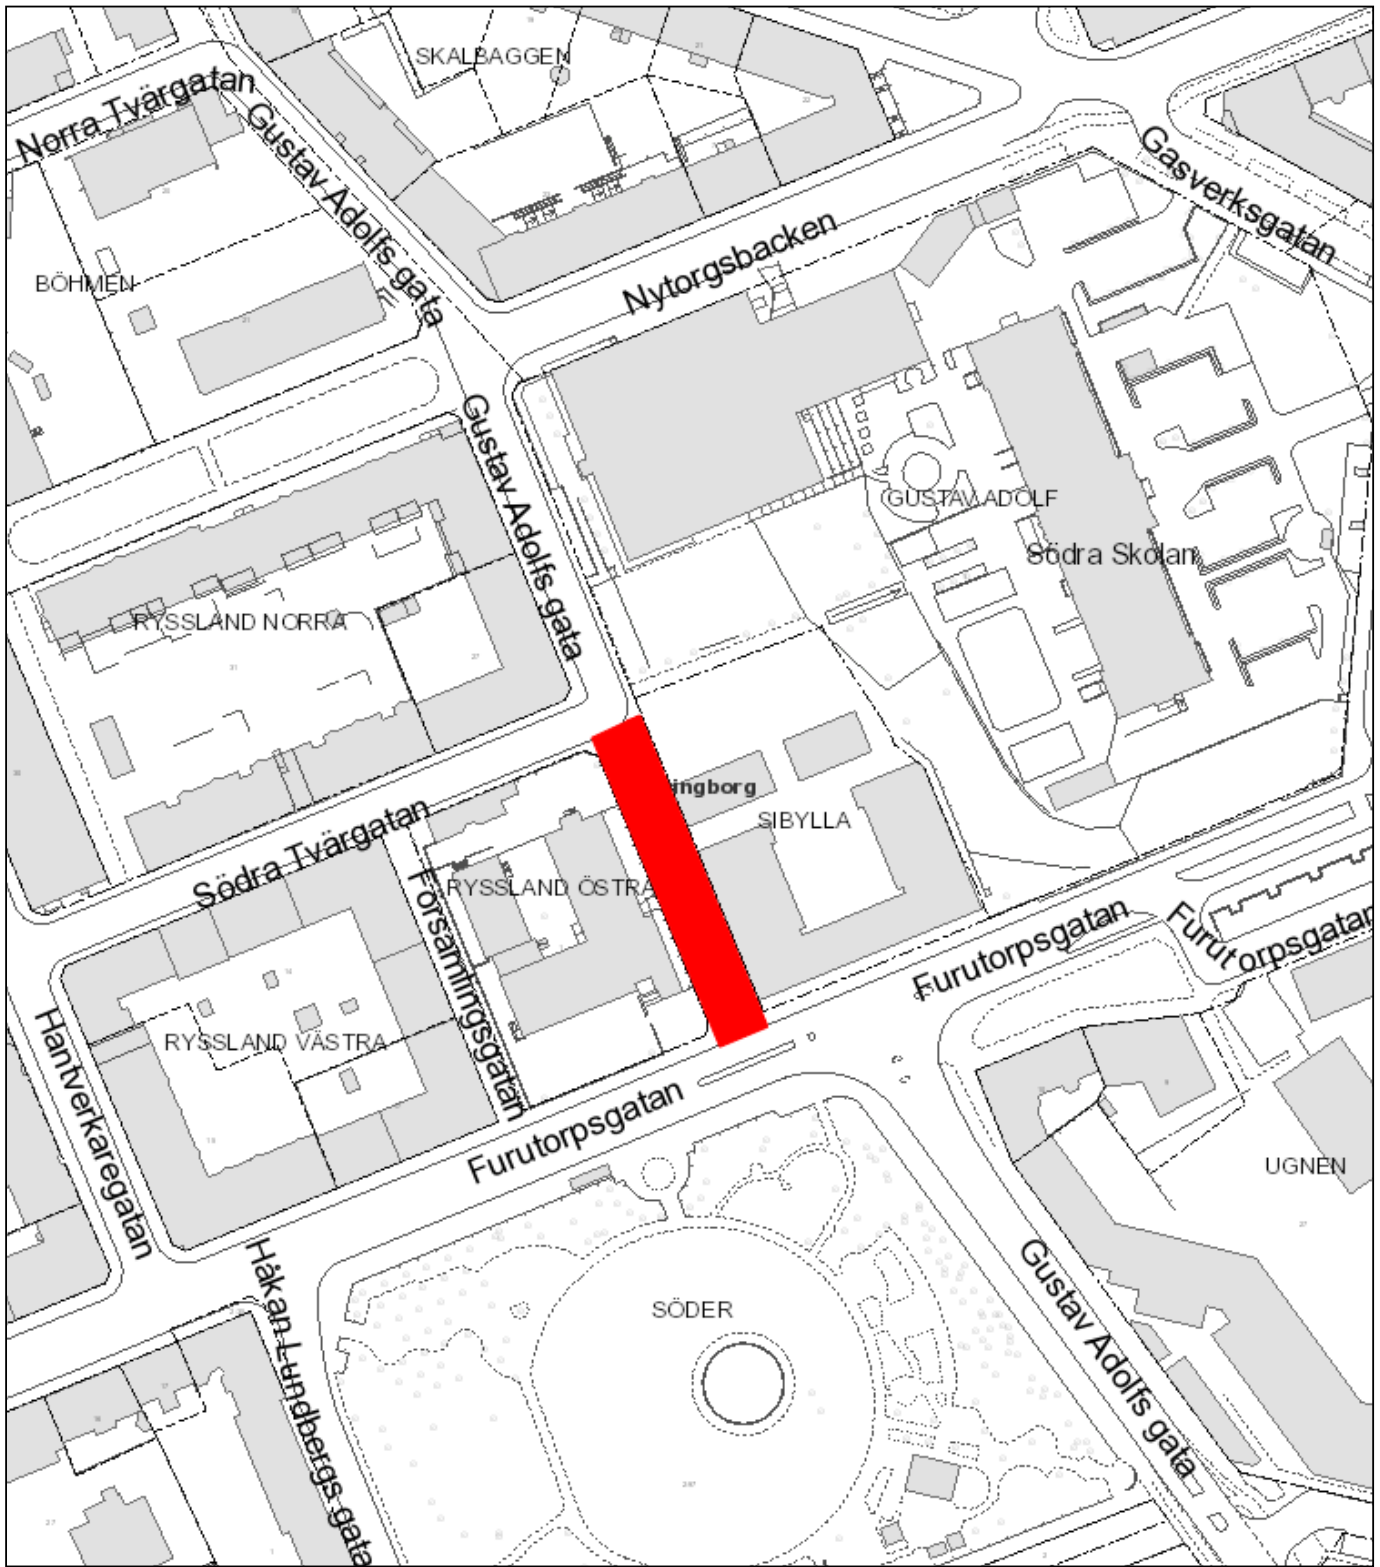 SKALBAGGEN
Norra Tvärgatan
Gustav Adolfs gata
Gasverksgatan
Nytorgsbacken
BÖHMEN
Gustav Adolfs gata
GUSTAV ADOLF
Södra Skolan
RYSSLAND NORRA
ingborg
SIBYLLA
Södra Tvärgatan
RYSSLAND ÖSTRA
Församlingsgatan
Furutorpsgatan
Furutorpsgatan
RYSSLAND VÄSTRA
Hantverkaregatan
Furutorpsgatan
UGNEN
Håkan Lundbergs gata
SÖDER
Gustav Adolfs gata